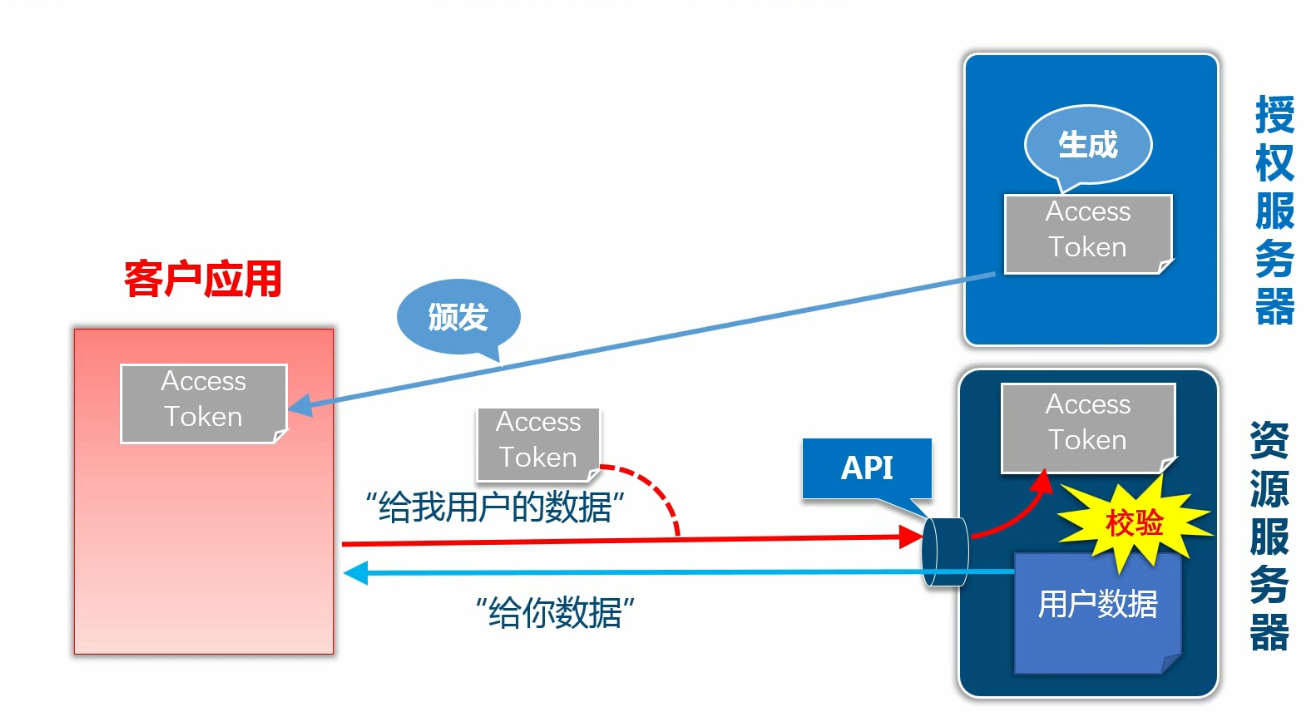 生成
Access
Token
授权服务器
客户应用
颁发
Access
Token
Access
Token
“给我用户的数据”
API
Access
Token
校验
用户数据
“给你数据”
资源服务器